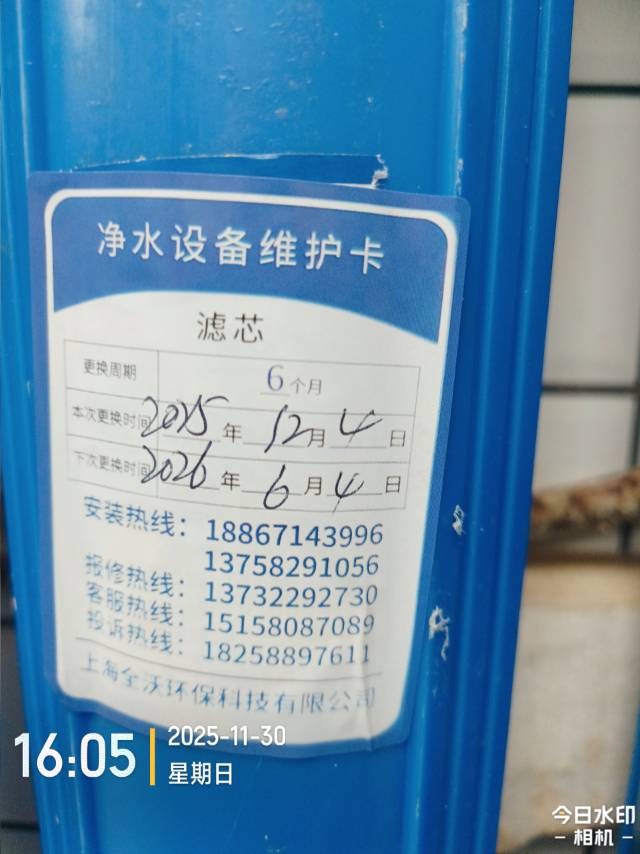 净水设备维护卡
滤芯
更换周期 6个月
本次更换时间 2025年12月4日
下次更换时间 2026年6月4日
安装热线：18867143996
13758291056
报修热线：13732292730
客服热线：15158087089
投诉热线：18258897611
上海全沃环保科技有限公司
16:05
2025-11-30
星期日
今日水印
- 相机 -